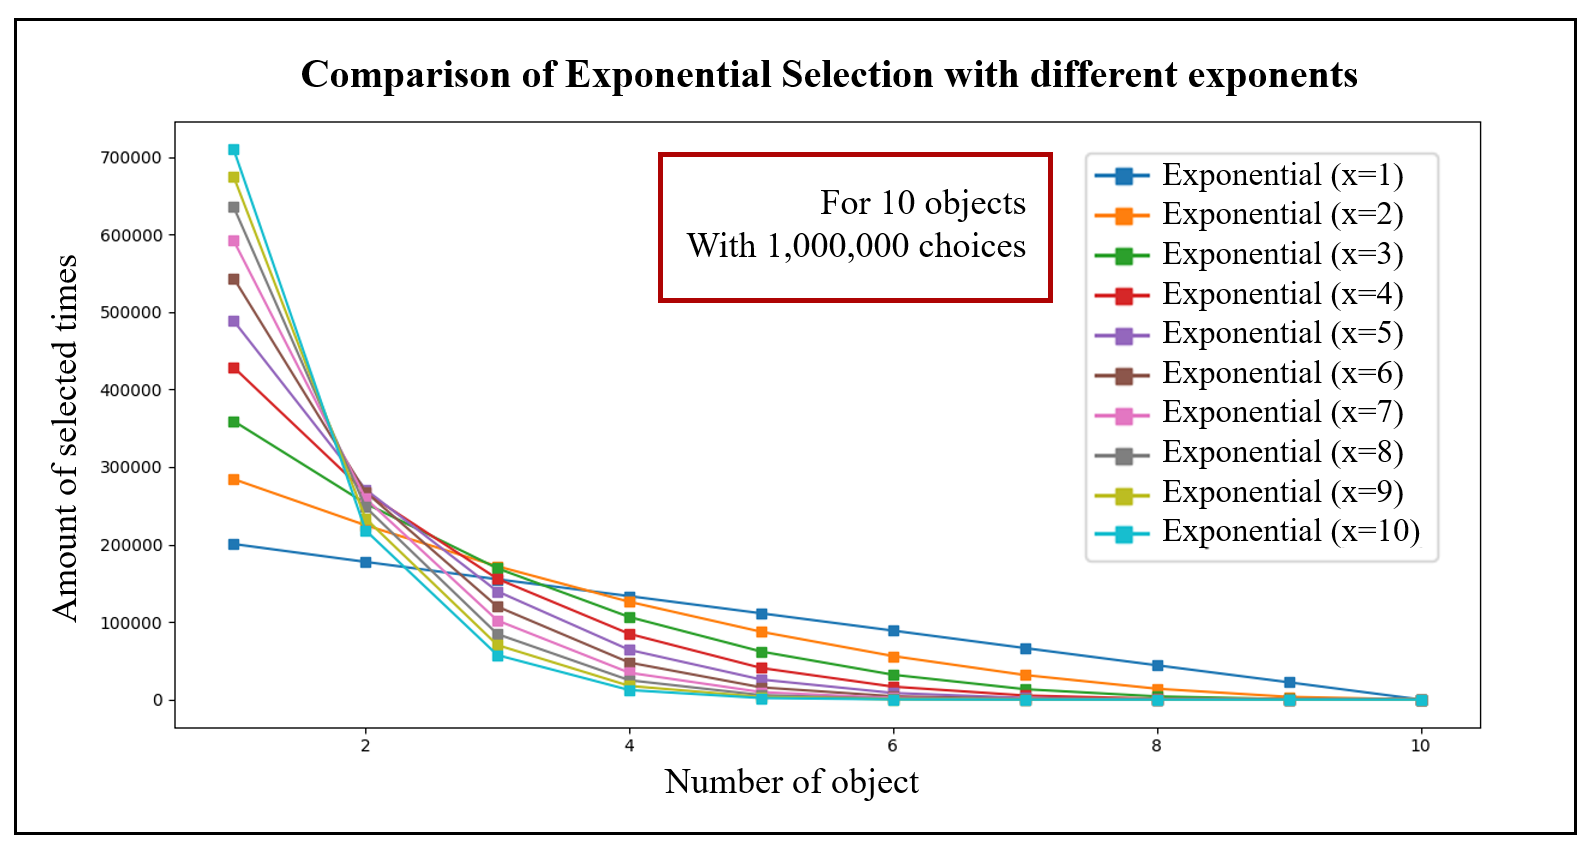 Comparison of Exponential Selection with different exponents
For 10 objects
With 1,000,000 choices
Exponential (x=1)
Exponential (x=2)
Exponential (x=3)
Exponential (x=4)
Exponential (x=5)
Exponential (x=6)
Exponential (x=7)
Exponential (x=8)
Exponential (x=9)
Exponential (x=10)
Amount of selected times
700000
600000
500000
400000
300000
200000
100000
0
2
4
6
8
10
Number of object